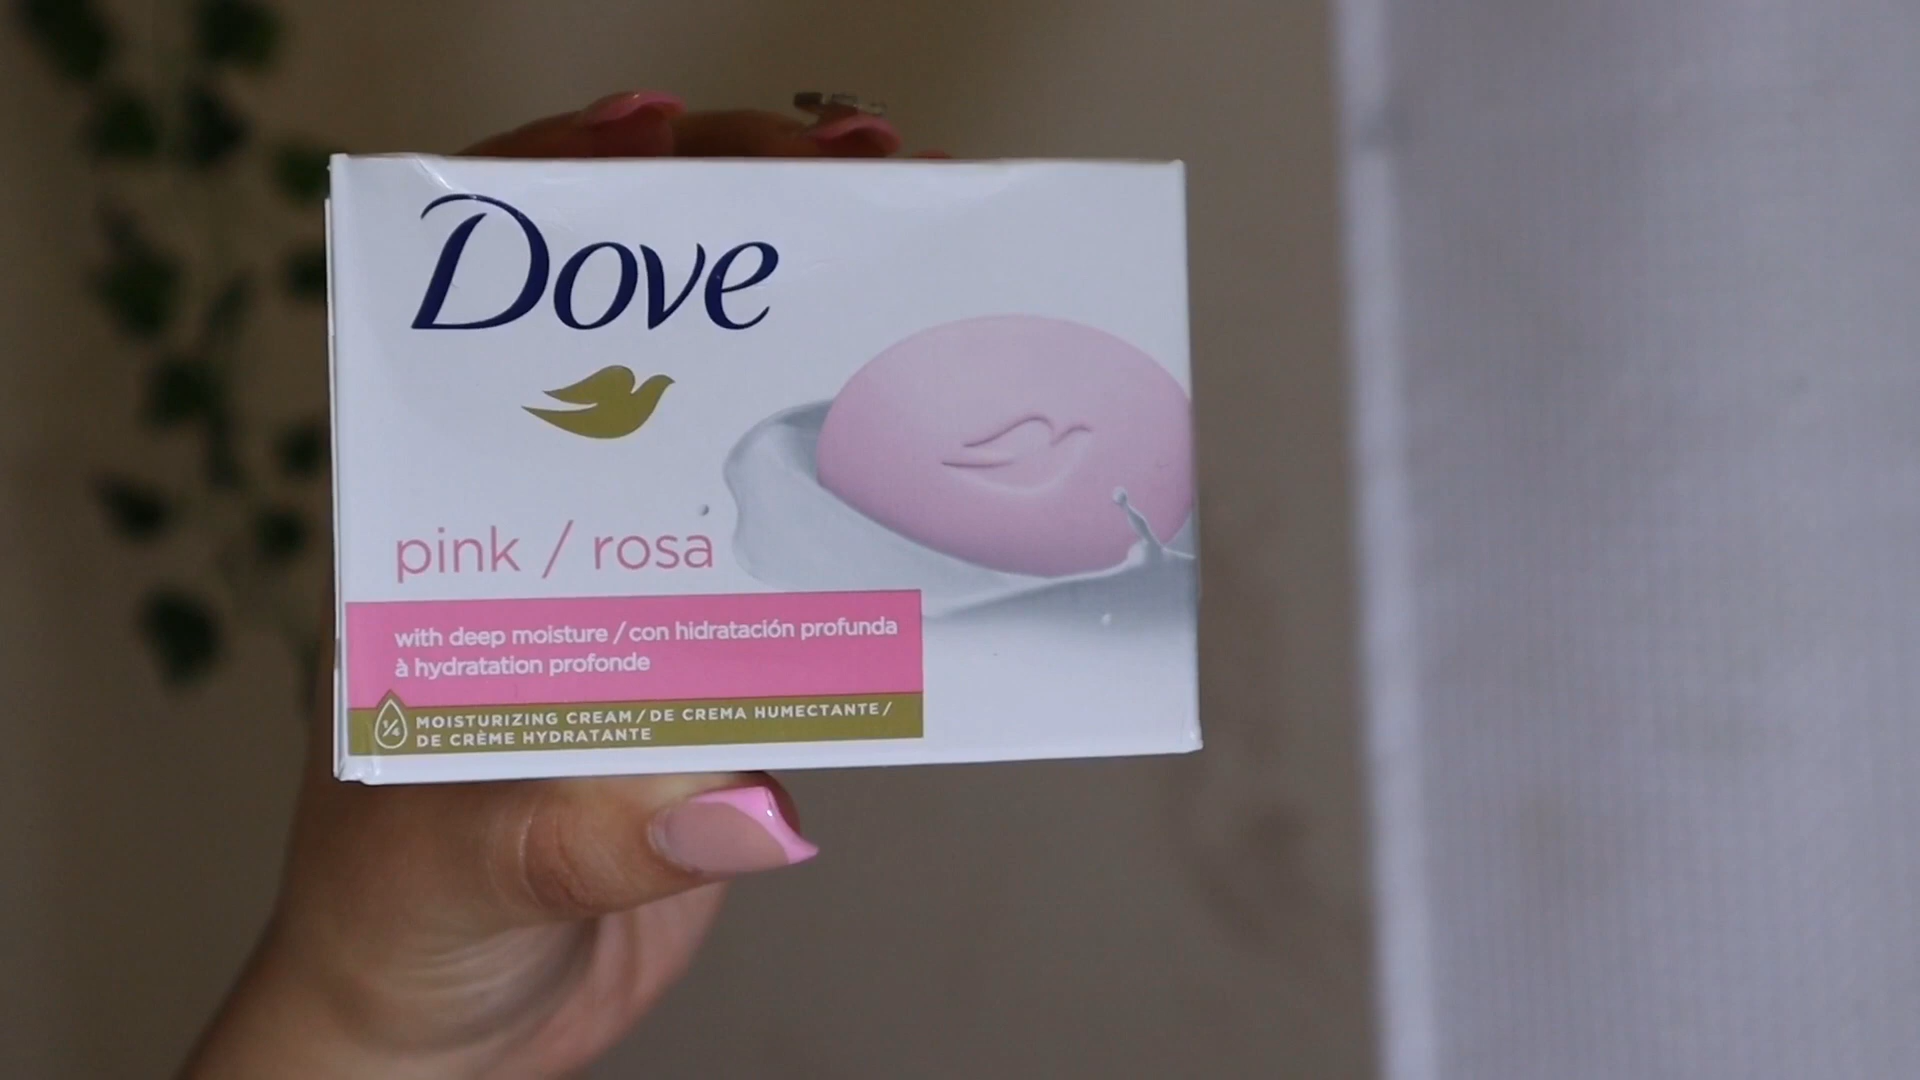 Dove
pink / rosa
with deep moisture / con hidratación profunda
à hydratation profonde
1/4 MOISTURIZING CREAM / DE CREMA HUMECTANTE /
DE CRÈME HYDRATANTE